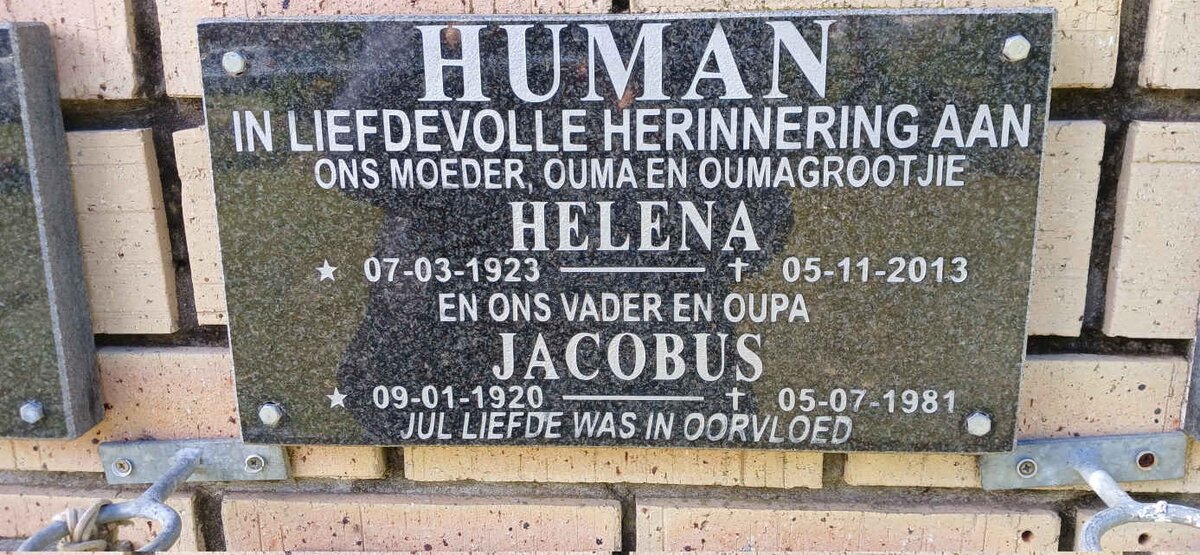 HUMAN
IN LIEFDEVOLLE HERINNERING AAN
ONS MOEDER, OUMA EN OUMAGROOTJIE
HELENA
★ 07-03-1923 ✝ 05-11-2013
EN ONS VADER EN OUPA
JACOBUS
★ 09-01-1920 ✝ 05-07-1981
JUL LIEFDE WAS IN OORVLOED